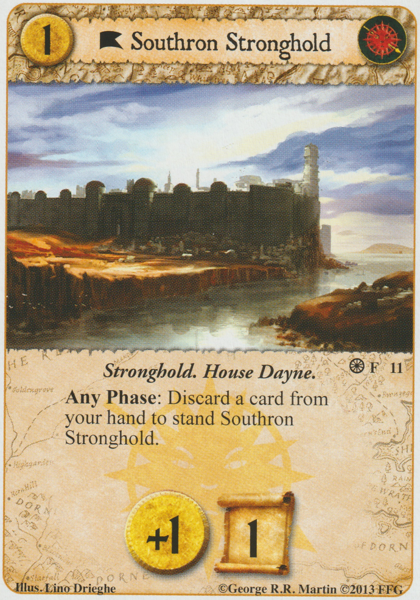 1
Southron Stronghold
Stronghold. House Dayne.
F 11
Any Phase: Discard a card from
your hand to stand Southron
Stronghold.
+1
1
Illus. Lino Drieghe
©George R.R. Martin ©2013 FFG